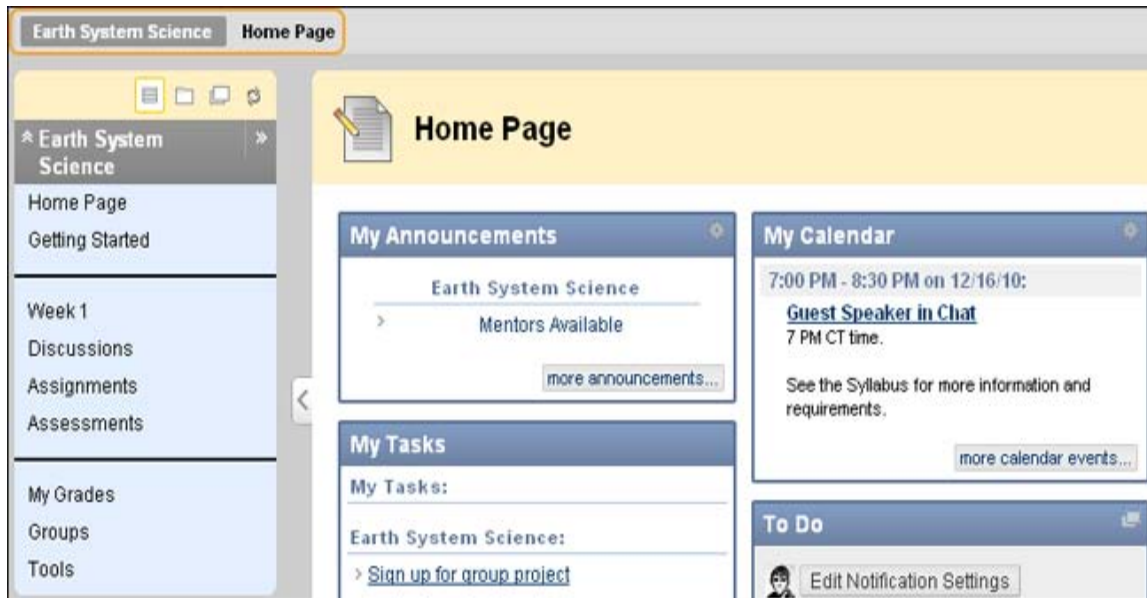 Earth System Science Home Page
Earth System
Science
Home Page
Getting Started
Week 1
Discussions
Assignments
Assessments
My Grades
Groups
Tools
Home Page
My Announcements
Earth System Science
Mentors Available
more announcements...
My Tasks
My Tasks:
Earth System Science:
Sign up for group project
My Calendar
7:00 PM - 8:30 PM on 12/16/10:
Guest Speaker in Chat
7 PM CT time.
See the Syllabus for more information and
requirements.
more calendar events...
To Do
Edit Notification Settings